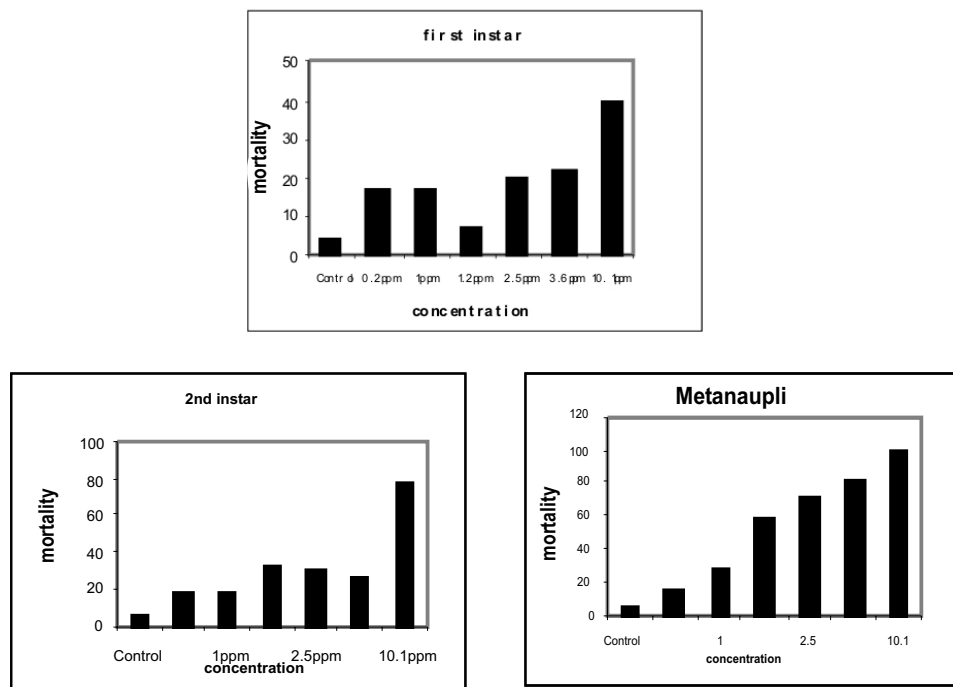 first instar
50
40
30
20
10
0
mortality
Control 0.2ppm 1ppm 1.2ppm 2.5ppm 3.6ppm 10.1ppm
concentration
2nd instar
100
80
60
40
20
0
mortality
Control 1ppm 2.5ppm 10.1ppm
concentration
Metanaupli
120
100
80
60
40
20
0
mortality
Control 1 2.5 10.1
concentration